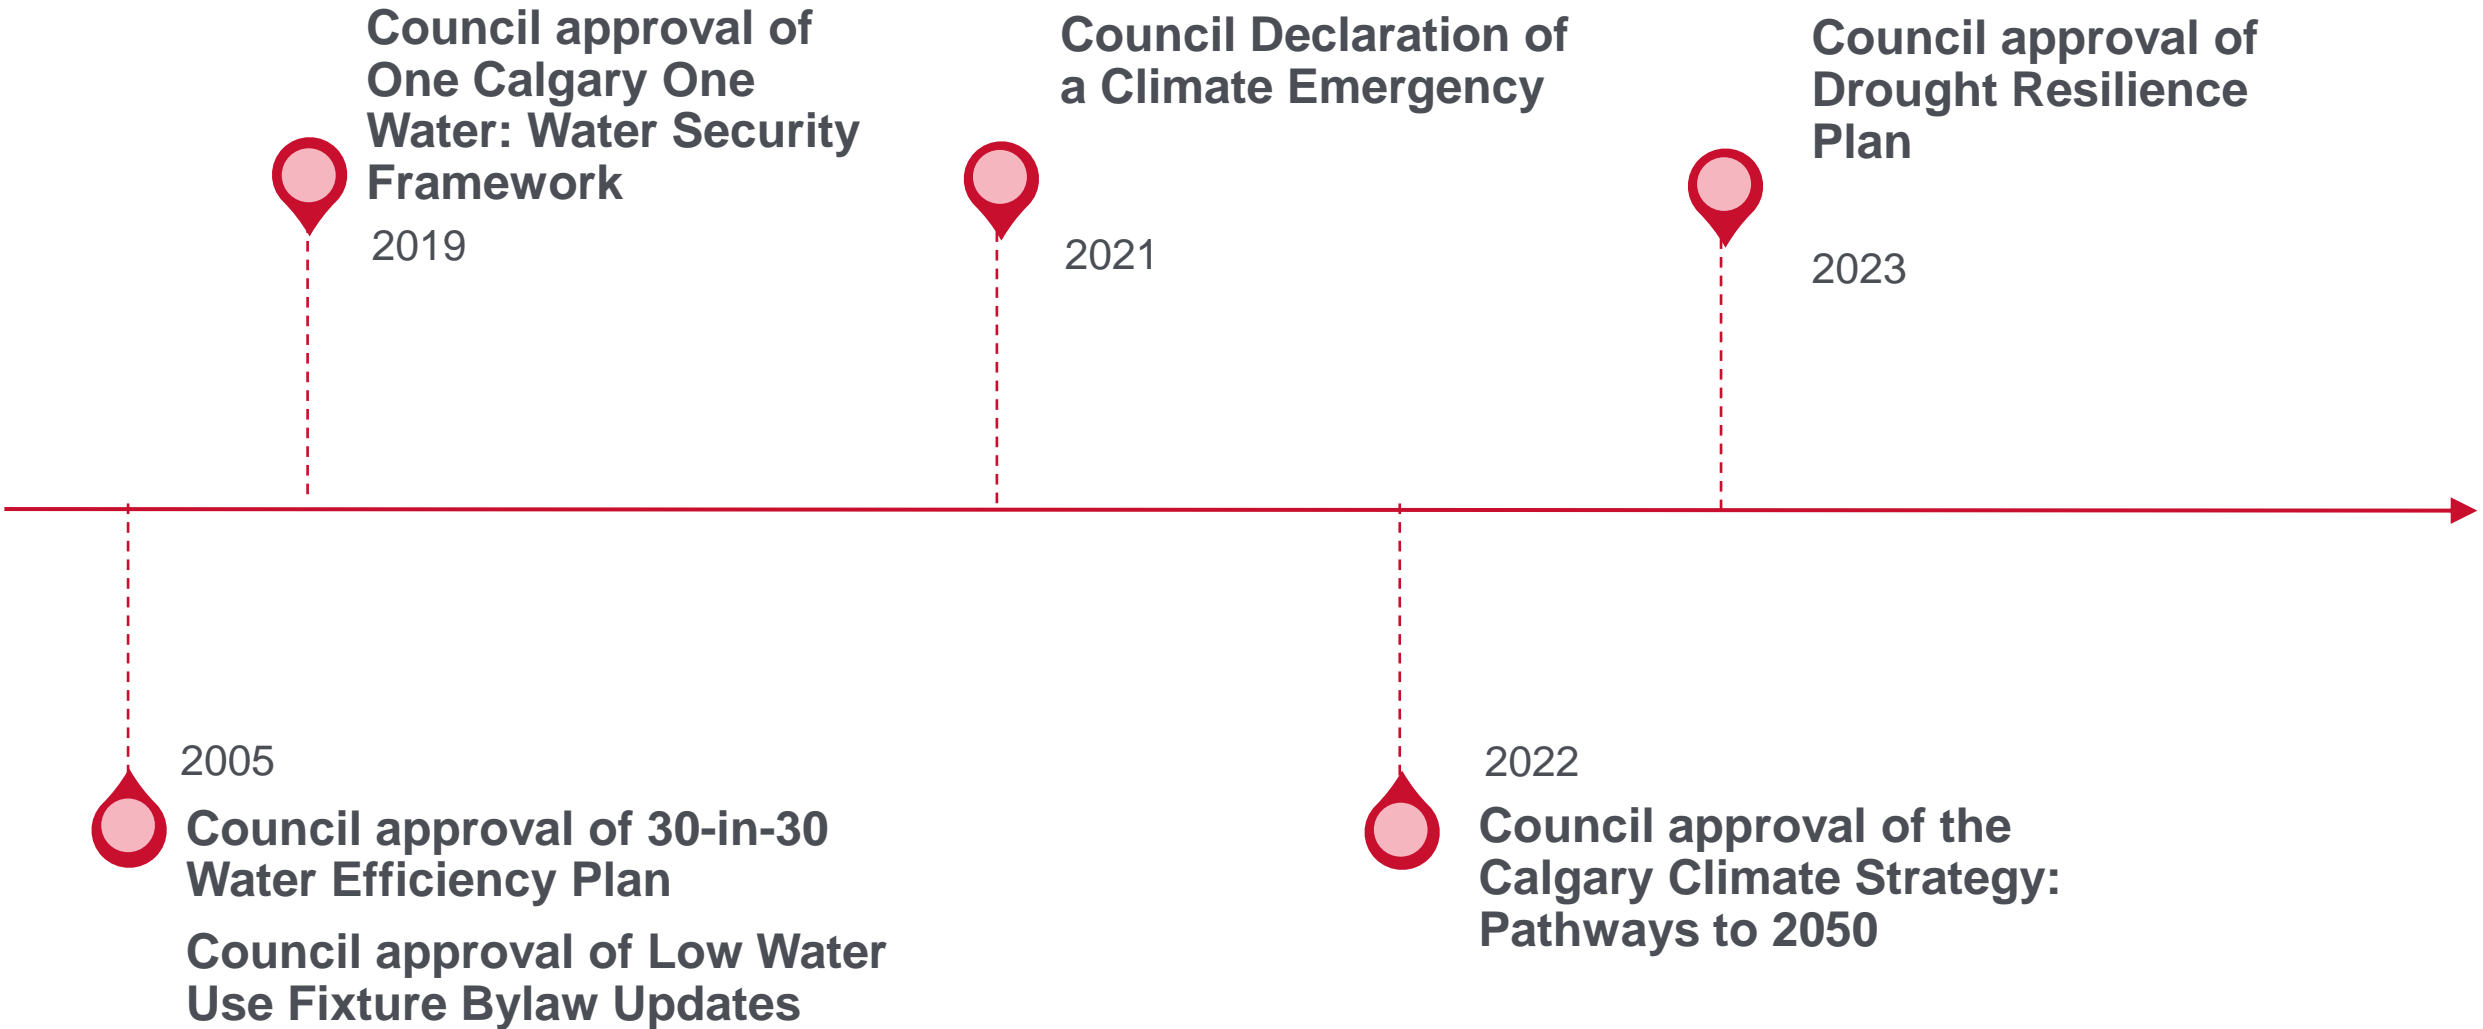 Council approval of
One Calgary One
Water: Water Security
Framework
2019
Council Declaration of
a Climate Emergency
2021
Council approval of
Drought Resilience
Plan
2023
2005
Council approval of 30-in-30
Water Efficiency Plan
Council approval of Low Water
Use Fixture Bylaw Updates
2022
Council approval of the
Calgary Climate Strategy:
Pathways to 2050